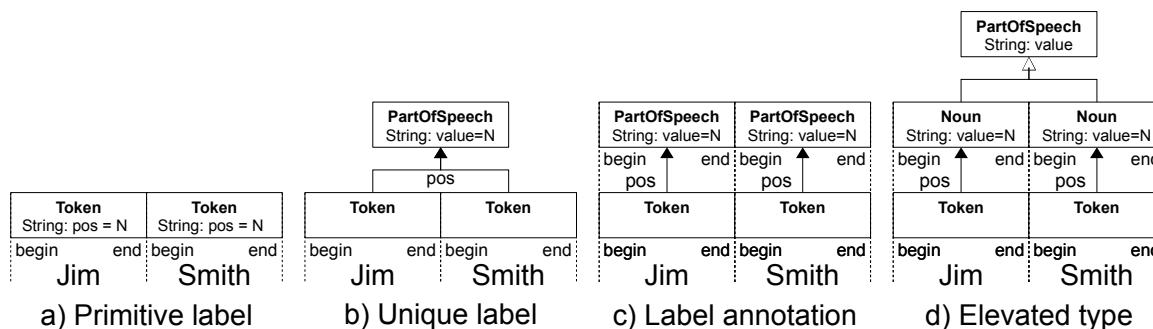 Token
String: pos = N
Token
String: pos = N
begin end begin end
Jim Smith
a) Primitive label
PartOfSpeech
String: value=N
pos
Token Token
begin end begin end
Jim Smith
b) Unique label
PartOfSpeech
String: value=N
PartOfSpeech
String: value=N
begin end begin end
pos pos
Token Token
begin end begin end
Jim Smith
c) Label annotation
PartOfSpeech
String: value
Noun
String: value=N
Noun
String: value=N
begin end begin end
pos pos
Token Token
begin end begin end
Jim Smith
d) Elevated type